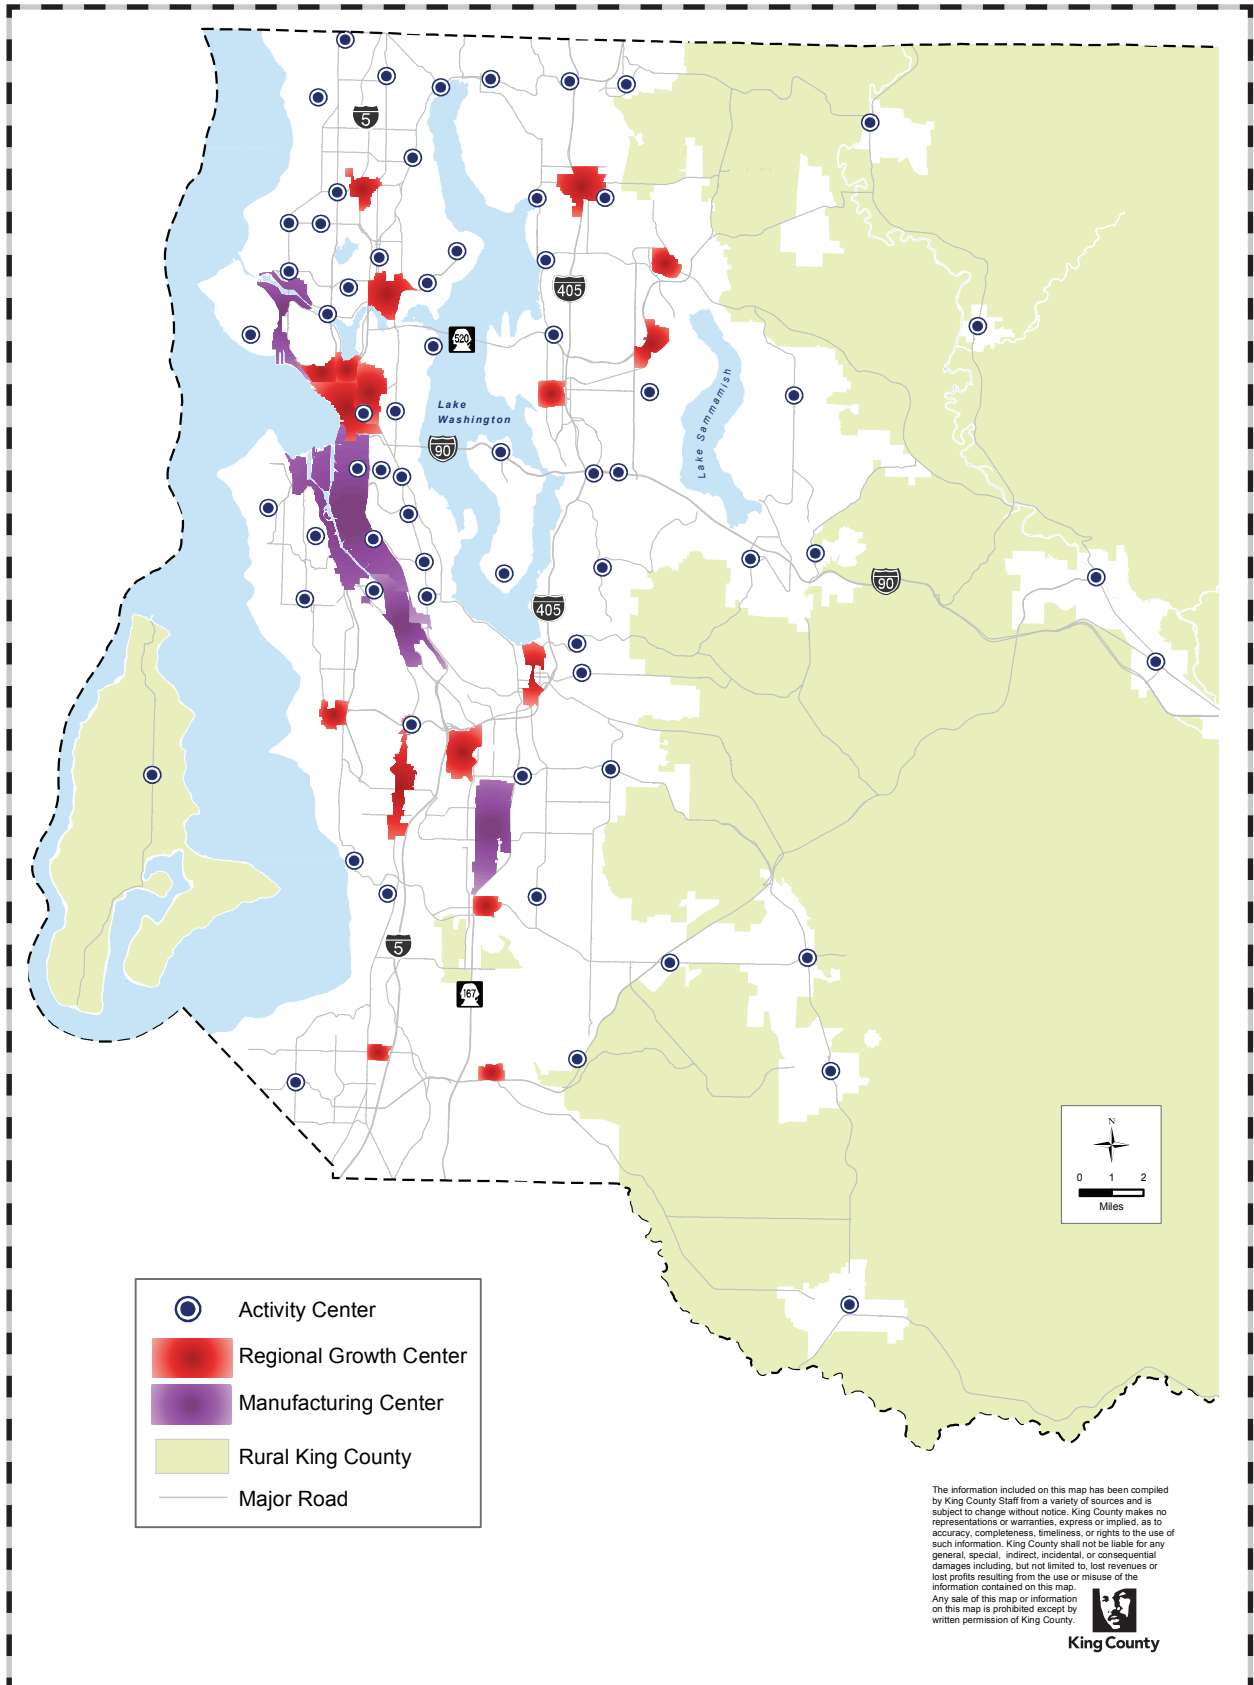 5
405
520
Lake
Washington
Lake Sammamish
90
90
405
5
167
N
0 1 2
Miles
Activity Center
Regional Growth Center
Manufacturing Center
Rural King County
Major Road
The information included on this map has been compiled
by King County Staff from a variety of sources and is
subject to change without notice. King County makes no
representations or warranties, express or implied, as to
accuracy, completeness, timeliness, or rights to the use of
such information. King County shall not be liable for any
general, special, indirect, incidental, or consequential
damages including, but not limited to, lost revenues or
lost profits resulting from the use or misuse of the
information contained on this map.
Any sale of this map or information
on this map is prohibited except by
written permission of King County.
King County